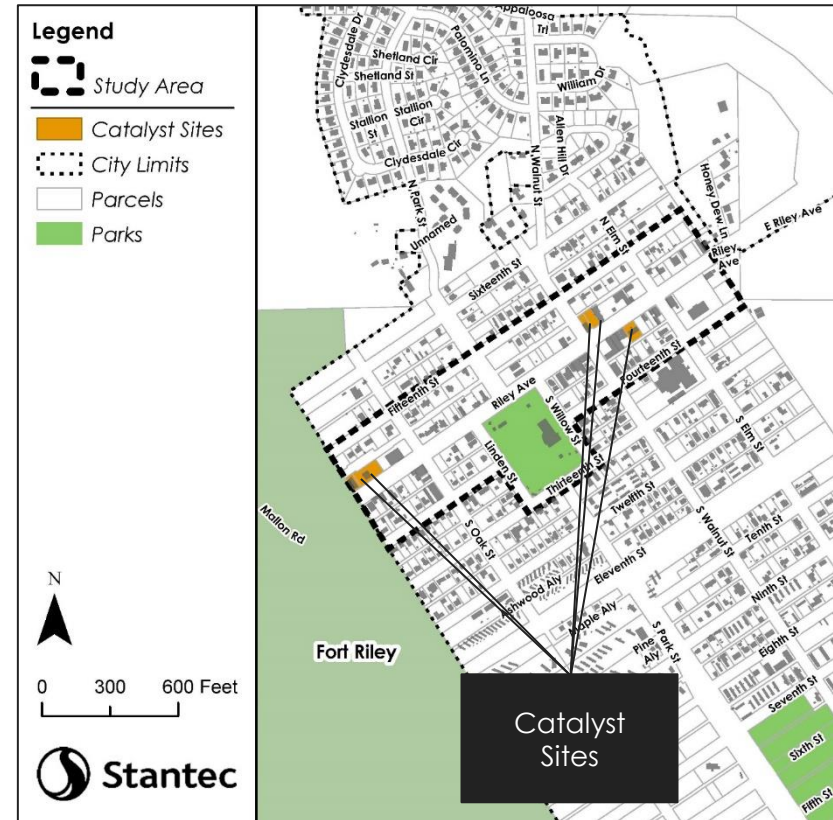 Legend
Study Area
Catalyst Sites
City Limits
Parcels
Parks
N
0 300 600 Feet
Stantec
Appaloosa
Trl
Clydesdale Dr
Shetland Cir
Shetland St
Palomino Ln
William Dr
Stallion
St
Stallion
Cir
Allen Hill Dr
Clydesdale Cir
N Walnut St
N Park St
Honey Dew Ln
Unnamed
N Elm St
E Riley Ave
Riley
Ave
Sixteenth St
Fifteenth St
Fourteenth St
Riley Ave
S Willow St
Linden St
Thirteenth St
S Elm St
Mallon Rd
S Oak St
Twelfth St
S Walnut St
Tenth St
Eleventh St
Ashwood Aly
Ninth St
Maple Aly
Pine
Aly
S Park St
Eighth St
Seventh St
Fort Riley
Sixth St
Fifth St
Catalyst
Sites